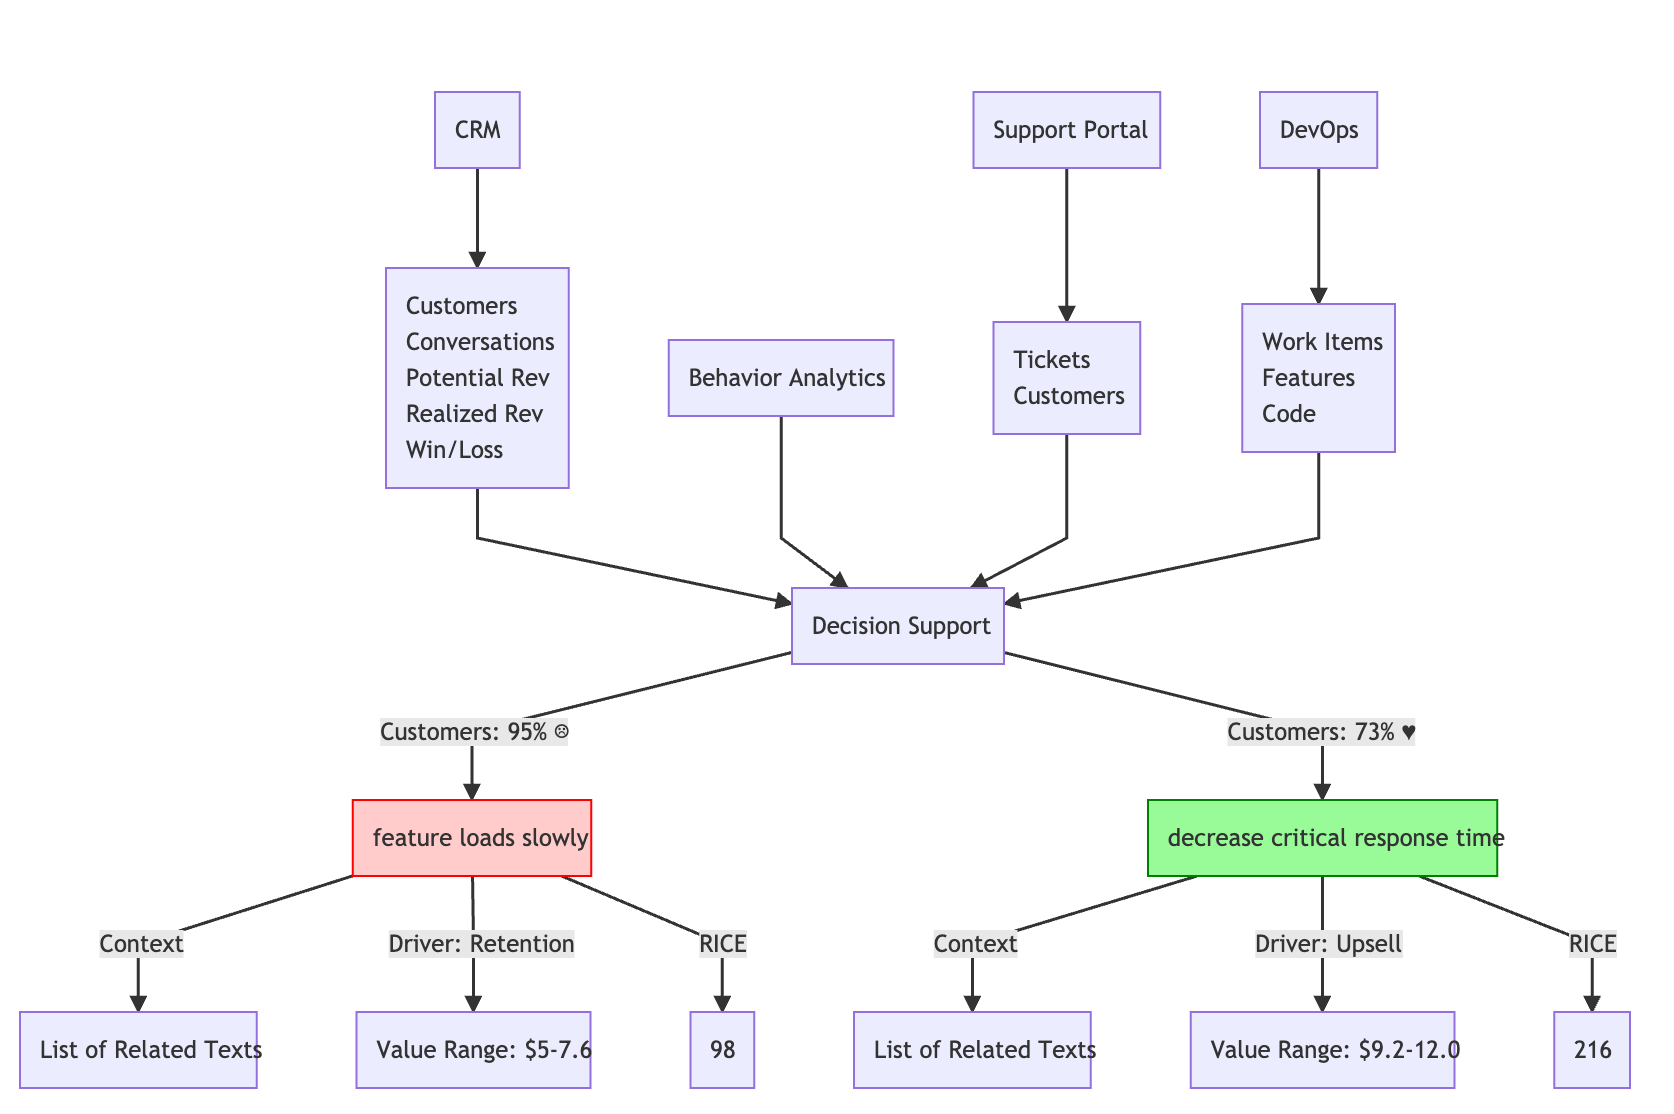 CRM
Support Portal
DevOps
Customers
Conversations
Potential Rev
Realized Rev
Win/Loss
Behavior Analytics
Tickets
Customers
Work Items
Features
Code
Decision Support
Customers: 95% ☹
Customers: 73% ♥
feature loads slowly
decrease critical response time
Context
Driver: Retention
RICE
Context
Driver: Upsell
RICE
List of Related Texts
Value Range: $5-7.6
98
List of Related Texts
Value Range: $9.2-12.0
216